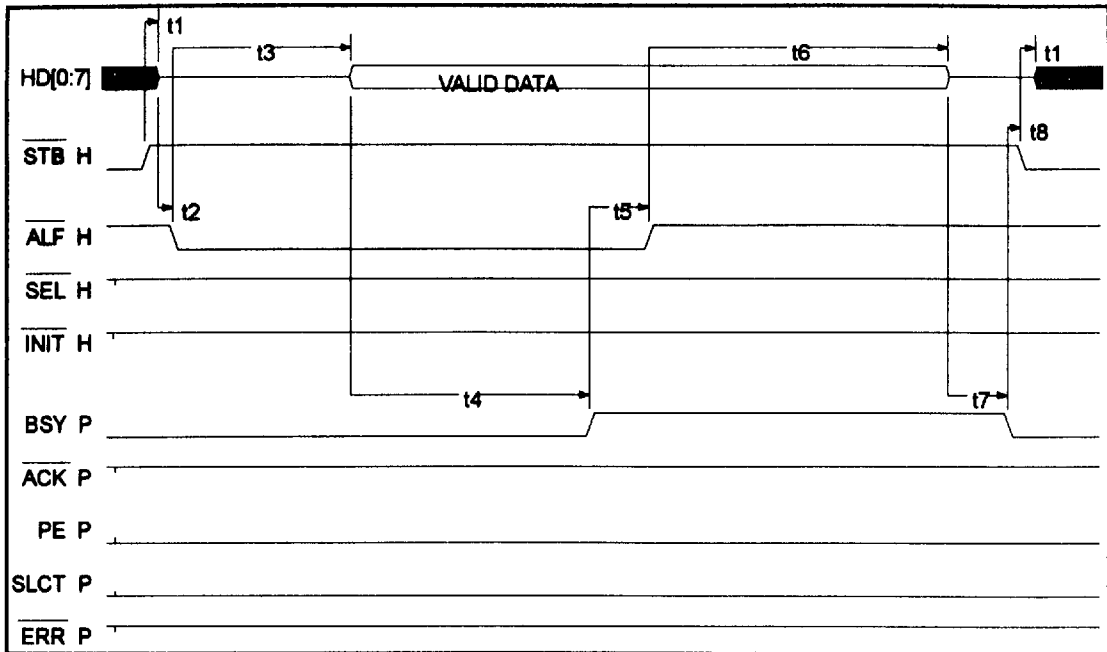 t1
t3
t6
t1
HD[0:7]
VALID DATA
t8
STB H
t2
t5
ALF H
SEL H
INIT H
t4
t7
BSY P
ACK P
PE P
SLCT P
ERR P